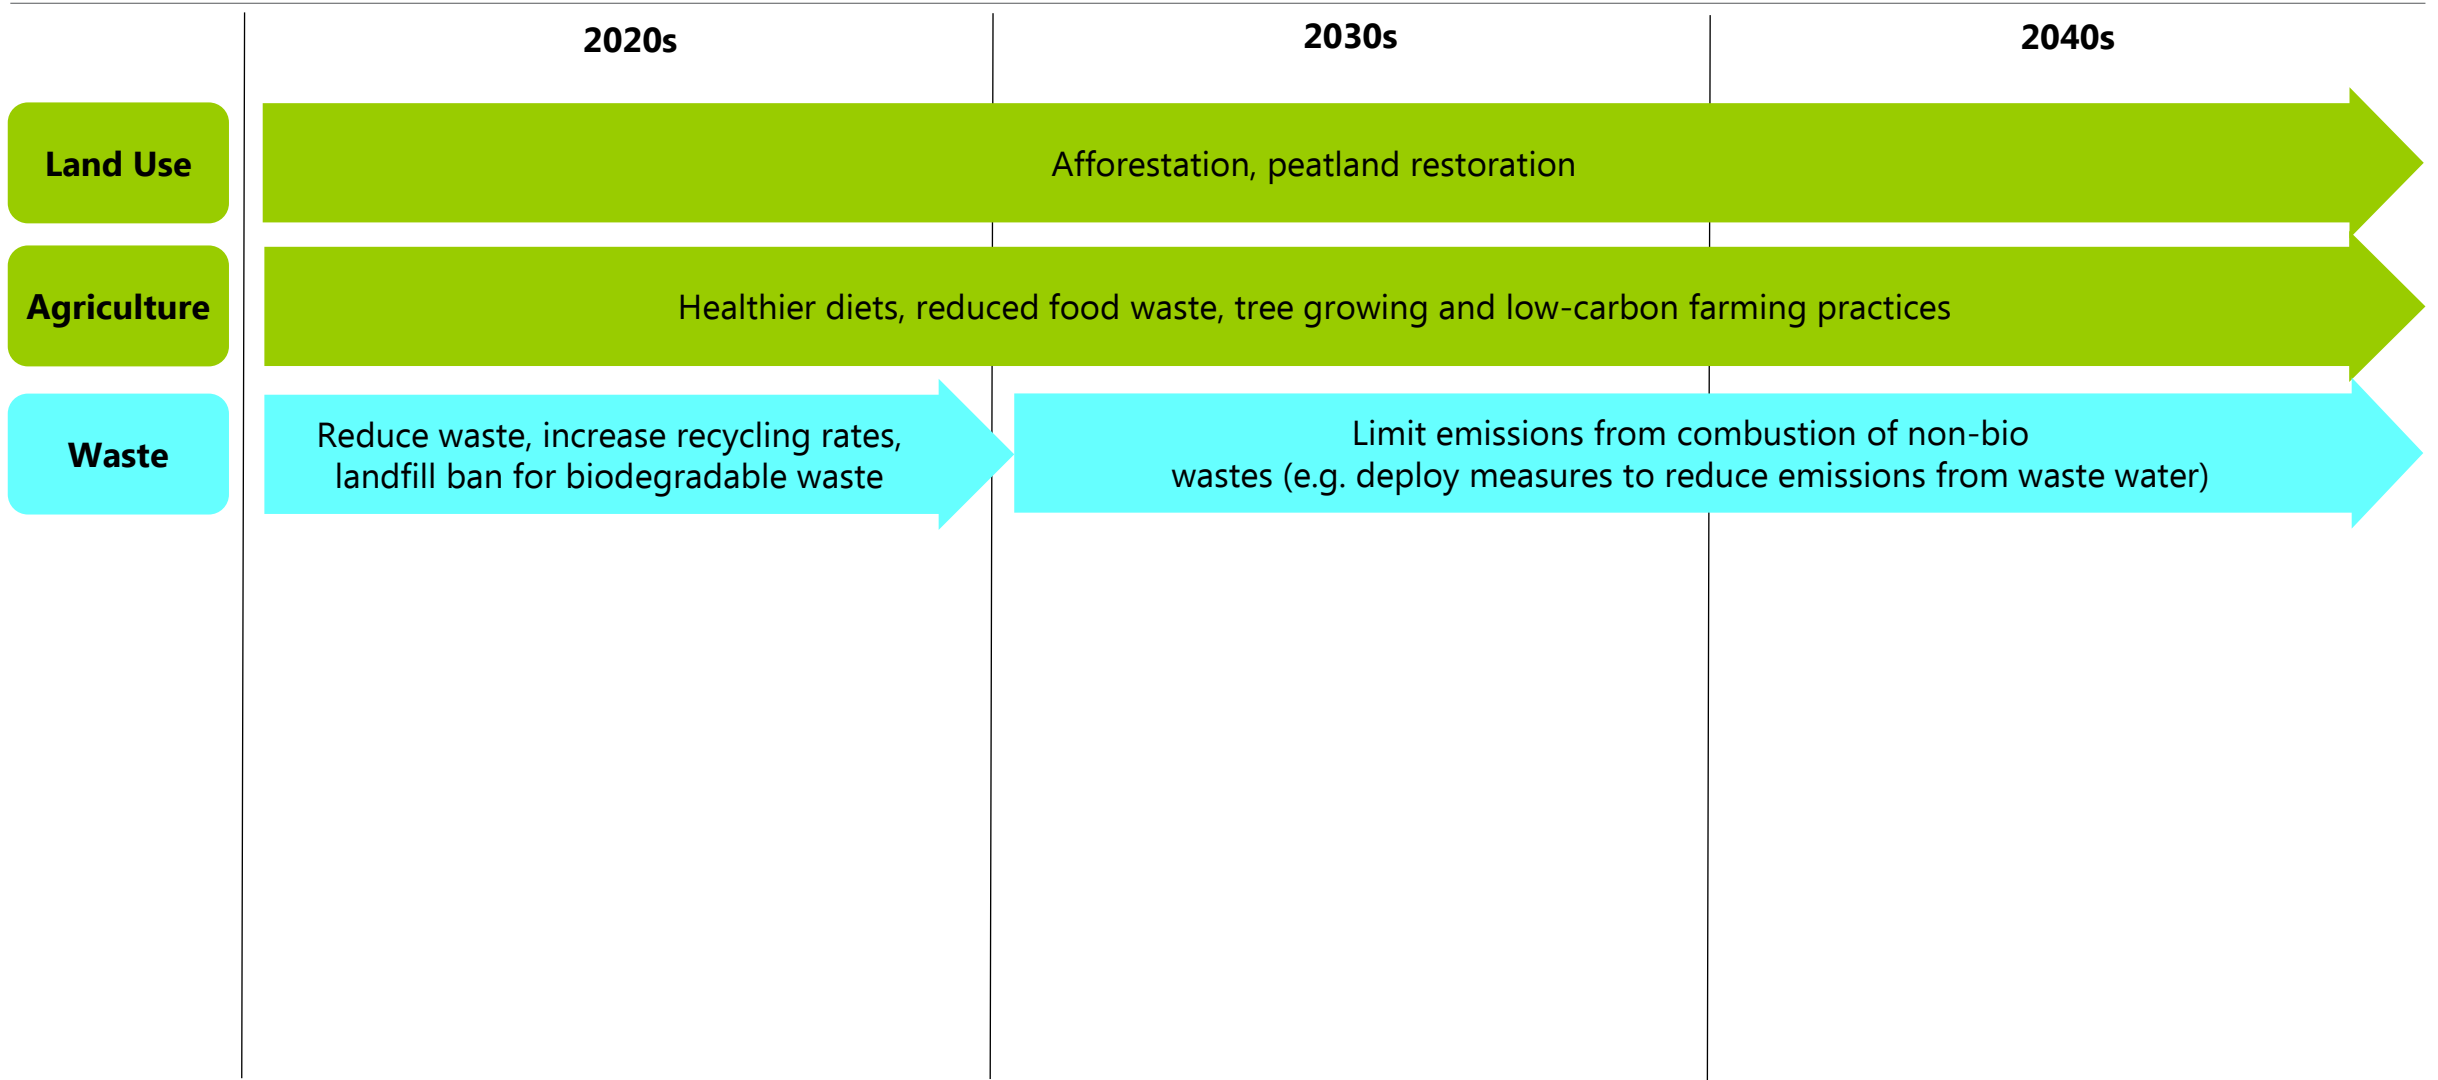 2020s
2030s
2040s
Land Use
Afforestation, peatland restoration
Agriculture
Healthier diets, reduced food waste, tree growing and low-carbon farming practices
Waste
Reduce waste, increase recycling rates,
landfill ban for biodegradable waste
Limit emissions from combustion of non-bio
wastes (e.g. deploy measures to reduce emissions from waste water)